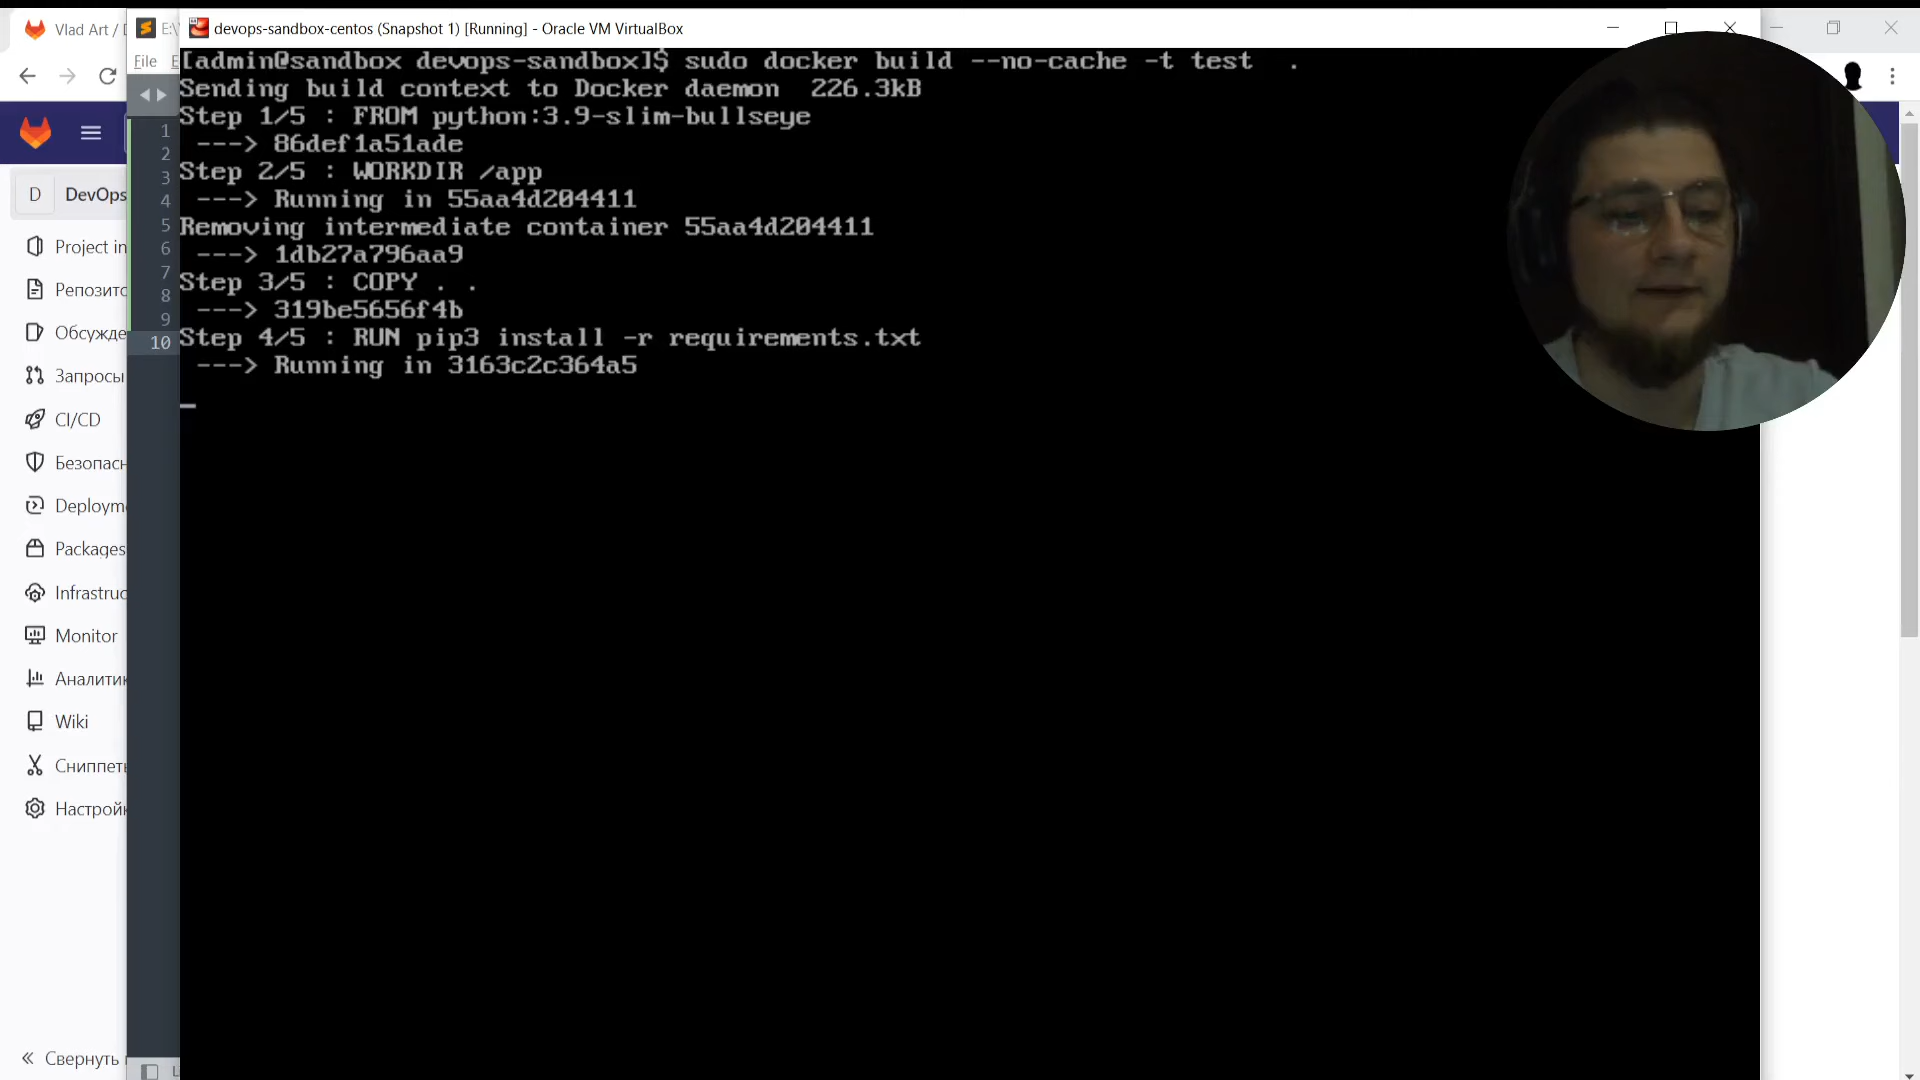 Vlad Art / D
E:\
devops-sandbox-centos (Snapshot 1) [Running] - Oracle VM VirtualBox
File
[admin@sandbox devops-sandbox]$ sudo docker build --no-cache -t test  .
Sending build context to Docker daemon  226.3kB
Step 1/5 : FROM python:3.9-slim-bullseye
---> 86def1a51ade
Step 2/5 : WORKDIR /app
---> Running in 55aa4d204411
Removing intermediate container 55aa4d204411
---> 1db27a796aa9
Step 3/5 : COPY . .
---> 319be5656f4b
Step 4/5 : RUN pip3 install -r requirements.txt
---> Running in 3163c2c364a5
1
2
3
4
5
6
7
8
9
10
D DevOps
Project in
Репозито
Обсужде
Запросы
CI/CD
Безопасн
Deployme
Packages
Infrastruc
Monitor
Аналитик
Wiki
Сниппеты
Настройк
Свернуть